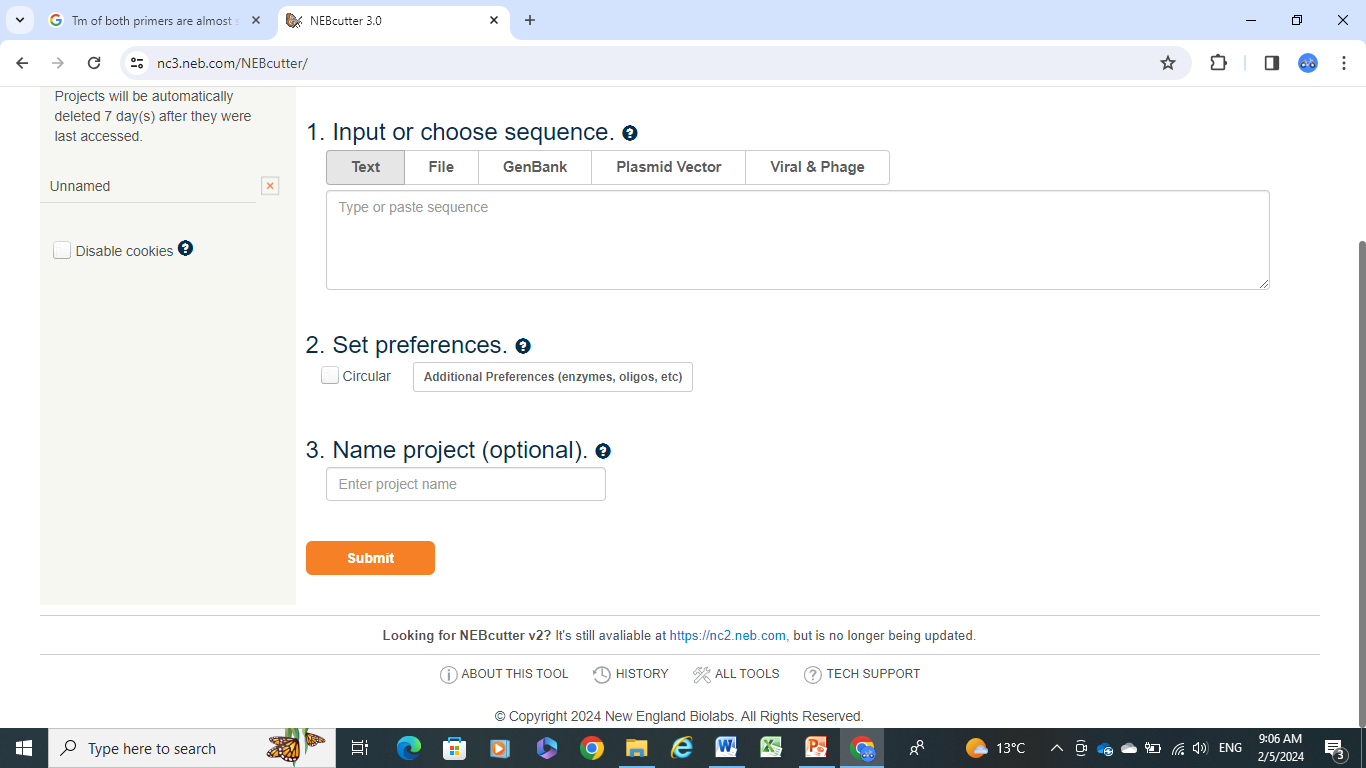 Tm of both primers are almost
NEBcutter 3.0
nc3.neb.com/NEBcutter/
Projects will be automatically
deleted 7 day(s) after they were
last accessed.
Unnamed
Disable cookies
1. Input or choose sequence.
Text File GenBank Plasmid Vector Viral & Phage
Type or paste sequence
2. Set preferences.
Circular Additional Preferences (enzymes, oligos, etc)
3. Name project (optional).
Enter project name
Submit
Looking for NEBcutter v2? It's still avaliable at https://nc2.neb.com, but is no longer being updated.
ABOUT THIS TOOL HISTORY ALL TOOLS TECH SUPPORT
© Copyright 2024 New England Biolabs. All Rights Reserved.
Type here to search
13°C
ENG
9:06 AM
2/5/2024
3